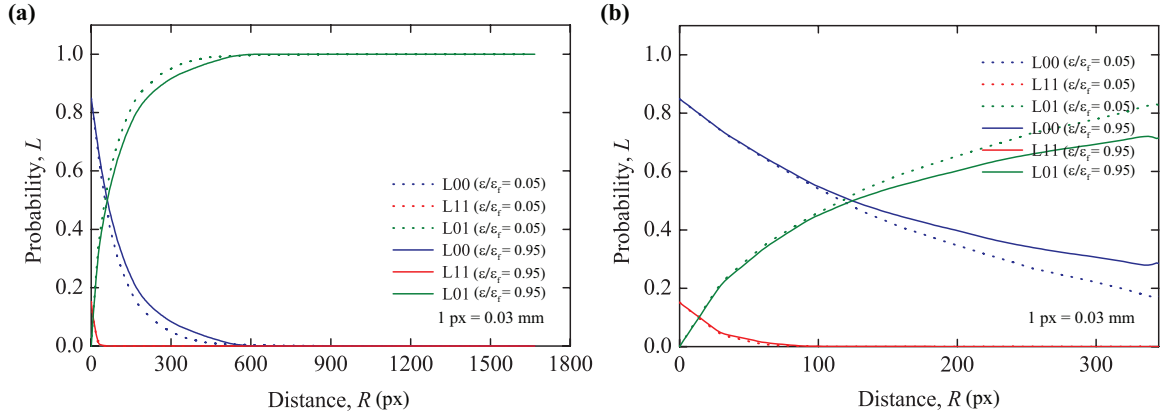 (a)
1.0
0.8
0.6
0.4
0.2
0.0
Probability, L
L00 (ε/εf = 0.05)
L11 (ε/εf = 0.05)
L01 (ε/εf = 0.05)
L00 (ε/εf = 0.95)
L11 (ε/εf = 0.95)
L01 (ε/εf = 0.95)
1 px = 0.03 mm
0 300 600 900 1200 1500 1800
Distance, R (px)
(b)
1.0
0.8
0.6
0.4
0.2
0.0
Probability, L
L00 (ε/εf = 0.05)
L11 (ε/εf = 0.05)
L01 (ε/εf = 0.05)
L00 (ε/εf = 0.95)
L11 (ε/εf = 0.95)
L01 (ε/εf = 0.95)
1 px = 0.03 mm
0 100 200 300
Distance, R (px)